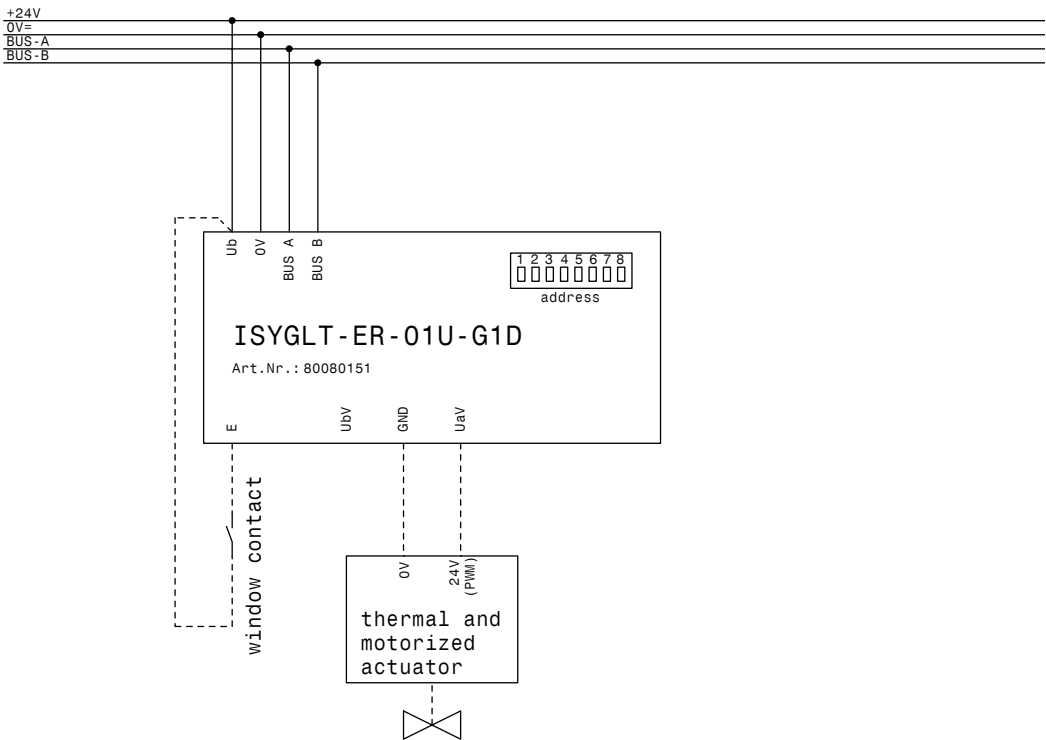 +24V
0V=
BUS-A
BUS-B
Ub
0V
BUS A
BUS B
1 2 3 4 5 6 7 8
address
ISYGLT-ER-01U-G1D
Art.Nr.: 80080151
E
UbV
GND
UaV
window contact
0V
24V
(PWM)
thermal and
motorized
actuator